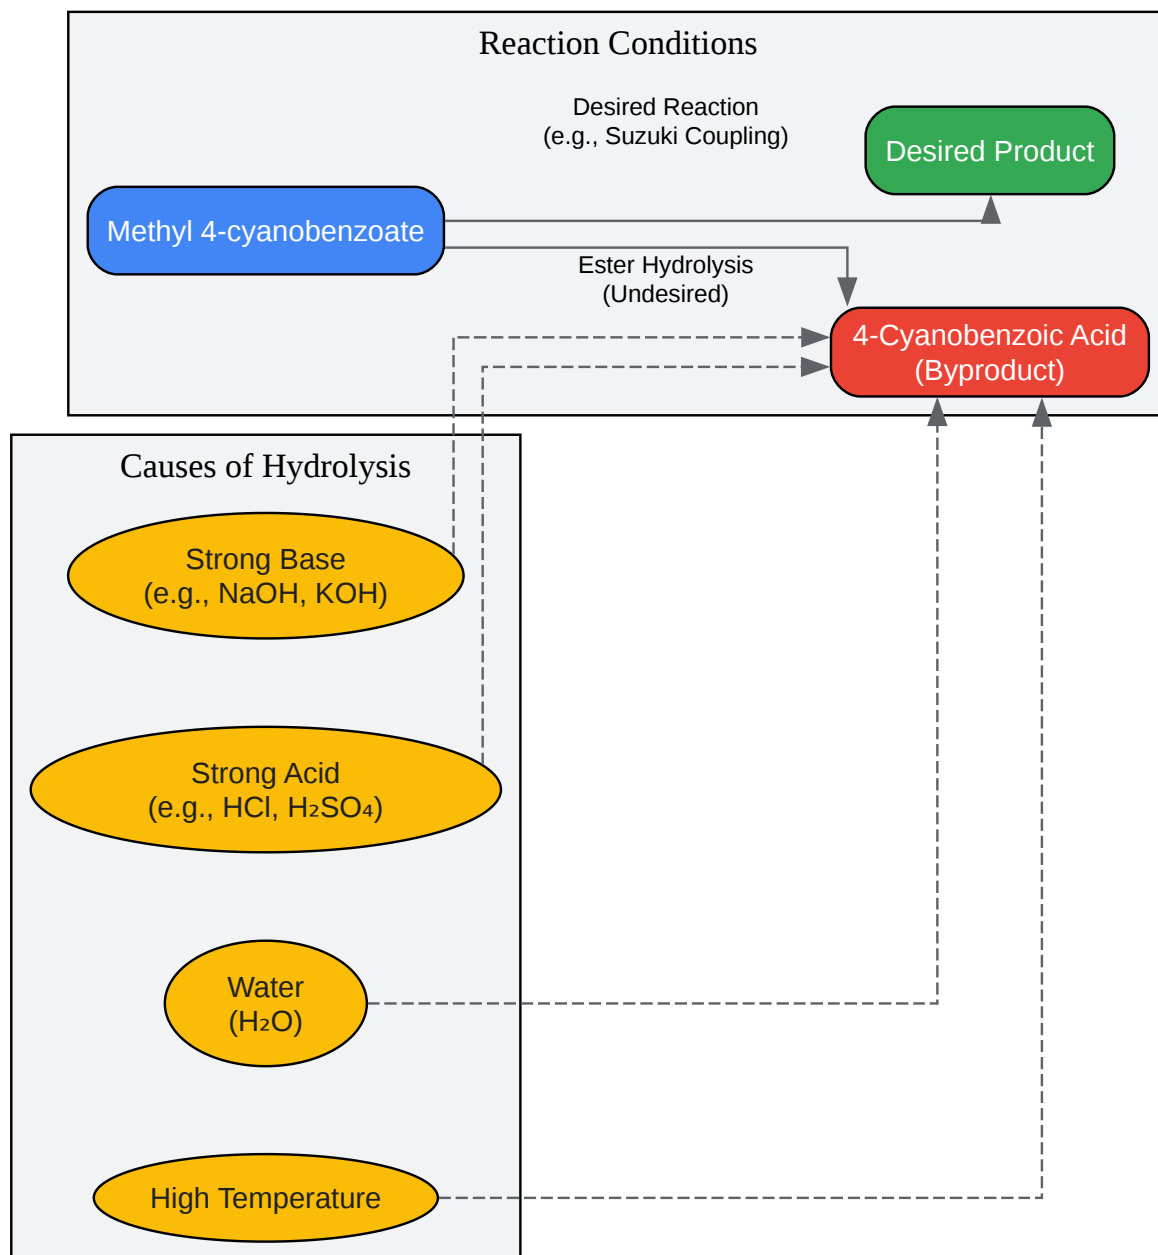 Reaction Conditions
Desired Reaction
(e.g., Suzuki Coupling)
Desired Product
Methyl 4-cyanobenzoate
Ester Hydrolysis
(Undesired)
4-Cyanobenzoic Acid
(Byproduct)
Causes of Hydrolysis
Strong Base
(e.g., NaOH, KOH)
Strong Acid
(e.g., HCl, H₂SO₄)
Water
(H₂O)
High Temperature